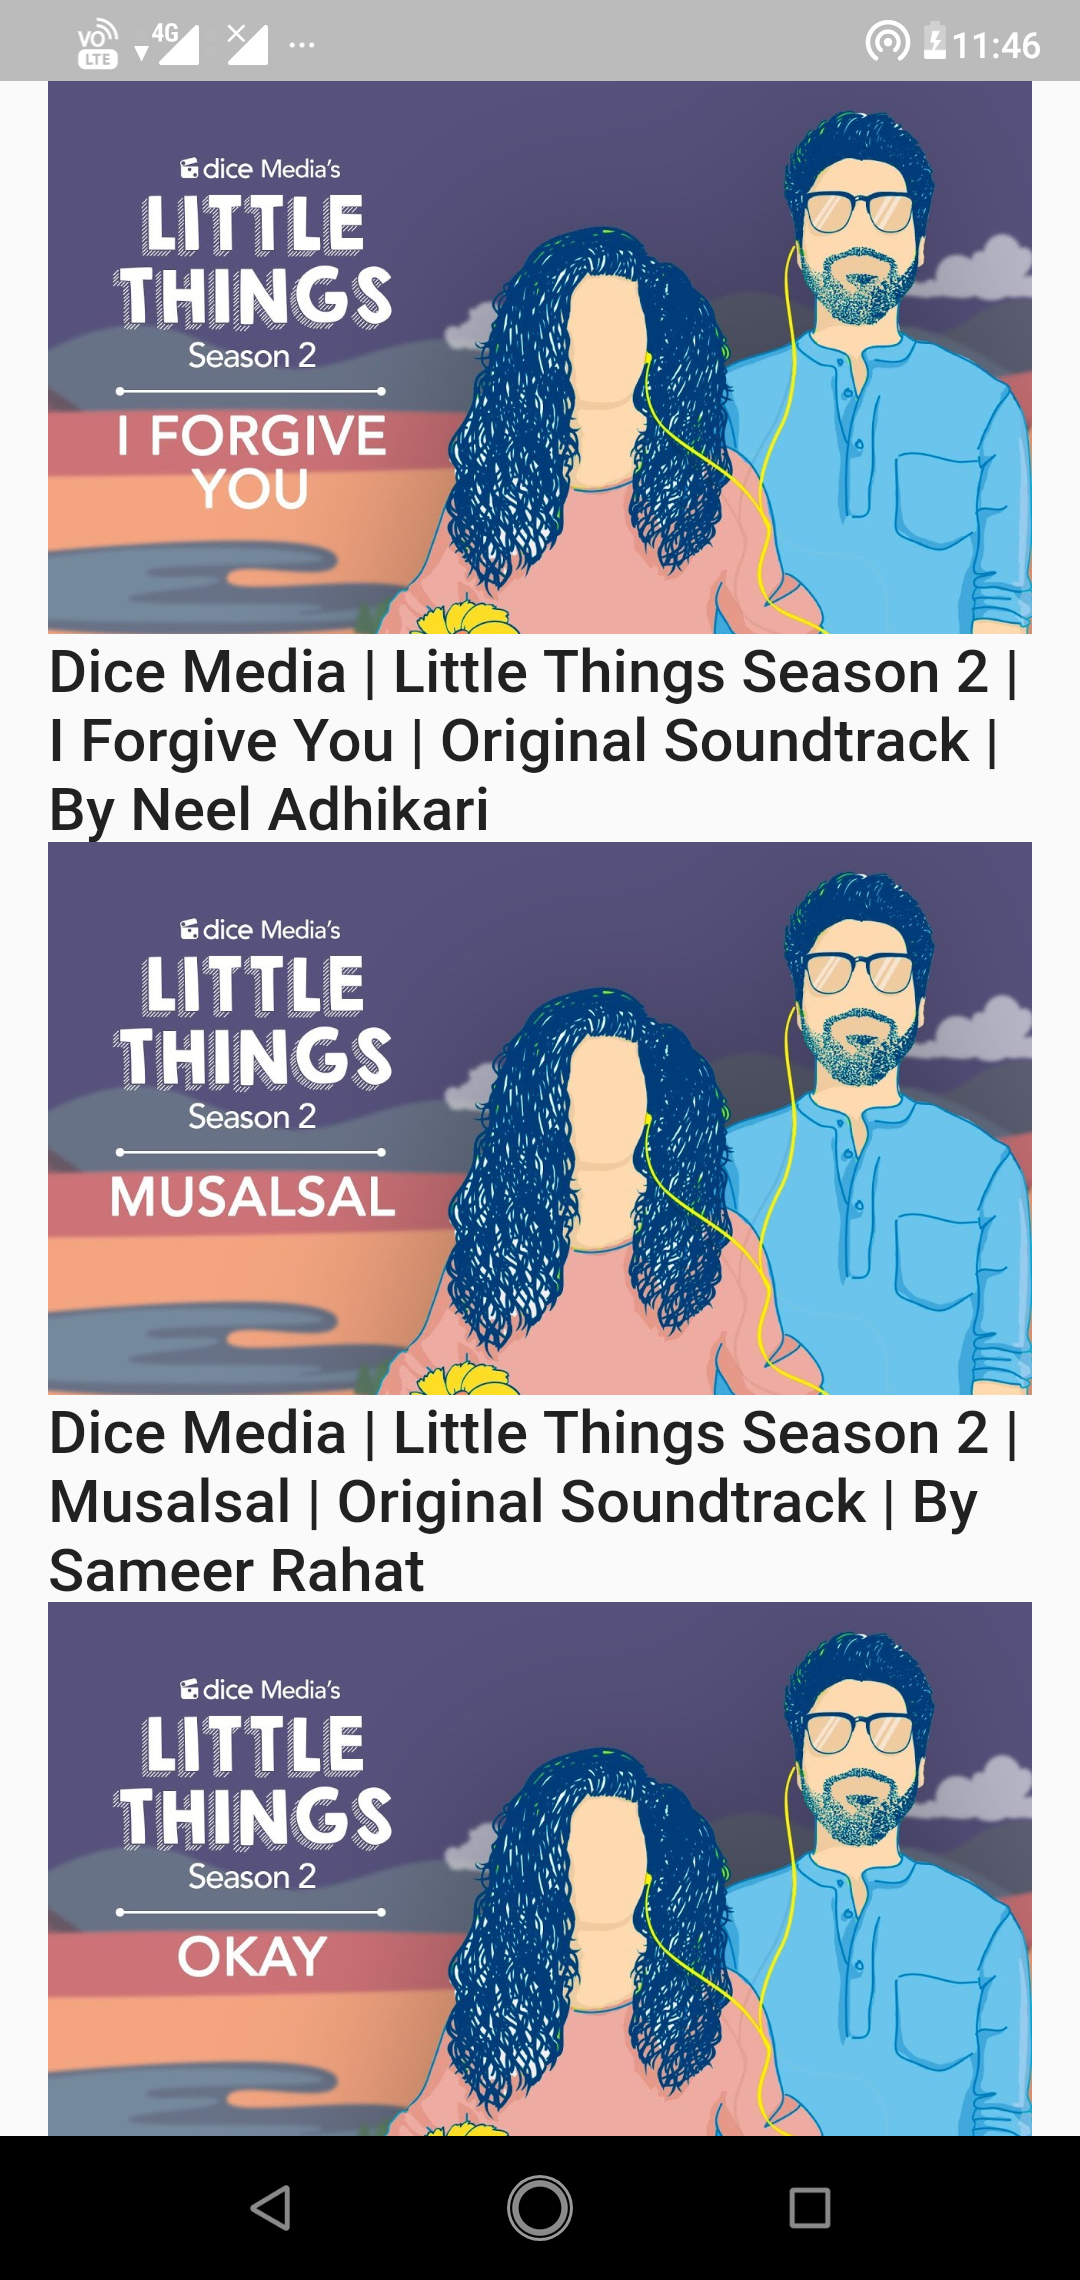 VO LTE 4G 11:46
dice Media's
LITTLE
THINGS
Season 2
I FORGIVE
YOU
Dice Media | Little Things Season 2 |
I Forgive You | Original Soundtrack |
By Neel Adhikari
dice Media's
LITTLE
THINGS
Season 2
MUSALSAL
Dice Media | Little Things Season 2 |
Musalsal | Original Soundtrack | By
Sameer Rahat
dice Media's
LITTLE
THINGS
Season 2
OKAY